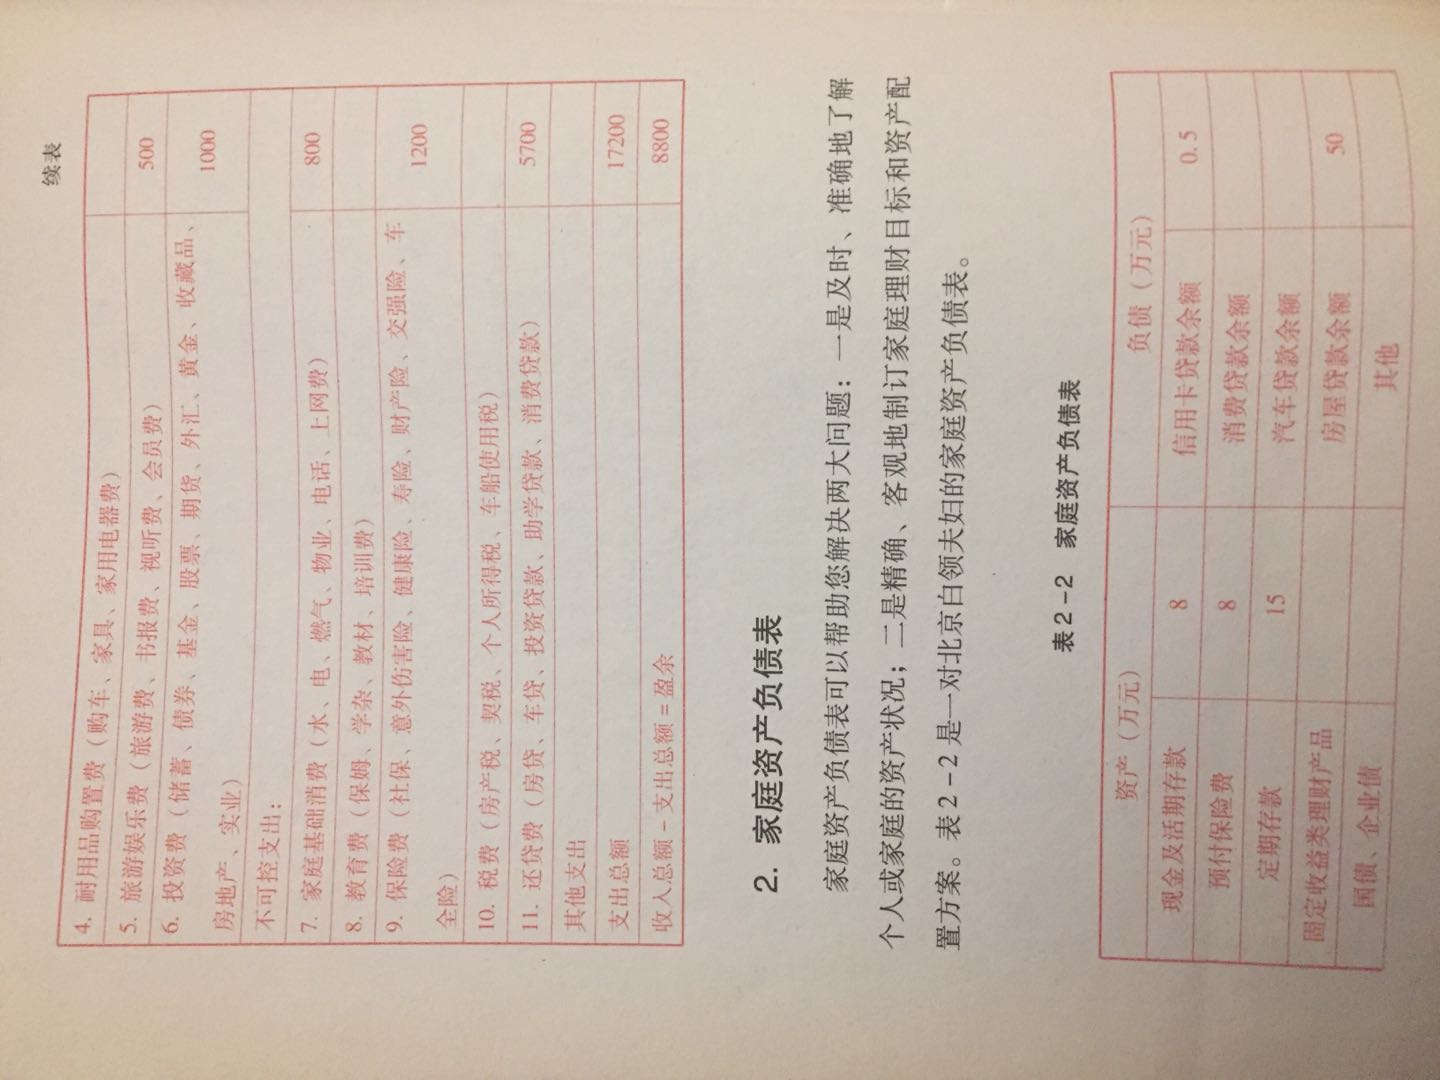 续表
4. 耐用品购置费（购车、家具、家用电器费）
5. 旅游娱乐费（旅游费、书报费、视听费、会员费） 500
6. 投资费（储蓄、债券、基金、股票、期货、外汇、黄金、收藏品、
房地产、实业） 1000
不可控支出：
7. 家庭基础消费（水、电、燃气、物业、电话、上网费） 800
8. 教育费（保姆、学杂、教材、培训费）
9. 保险费（社保、意外伤害险、健康险、寿险、财产险、交强险、车
全险） 1200
10. 税费（房产税、契税、个人所得税、车船使用税）
11. 还贷费（房贷、车贷、投资贷款、助学贷款、消费贷款） 5700
其他支出
支出总额 17200
收入总额－支出总额＝盈余 8800
2. 家庭资产负债表
家庭资产负债表可以帮助您解决两大问题：一是及时、准确地了解
个人或家庭的资产状况；二是精确、客观地制订家庭理财目标和资产配
置方案。表2－2是一对北京白领夫妇的家庭资产负债表。
表2－2 家庭资产负债表
资产（万元） 负债（万元）
现金及活期存款 8 信用卡贷款余额 0.5
预付保险费 8 消费贷款余额
定期存款 15 汽车贷款余额
固定收益类理财产品 房屋贷款余额 50
国债、企业债 其他